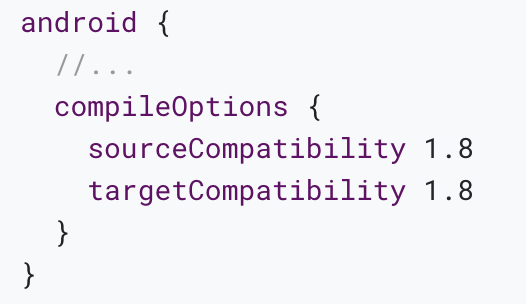 android {
  //...
  compileOptions {
    sourceCompatibility 1.8
    targetCompatibility 1.8
  }
}